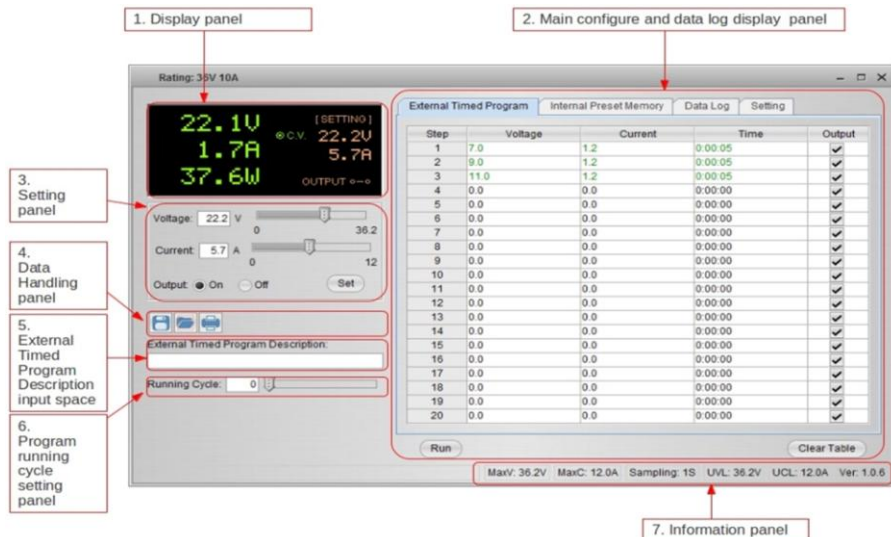 1. Display panel
2. Main configure and data log display panel
Rating: 36V 10A
22.1V
1.7A
37.6W
C.V.
[SETTING]
22.2V
5.7A
OUTPUT
3.
Setting
panel
Voltage: 22.2 V
0 36.2
Current: 5.7 A
0 12
Output: On Off Set
4.
Data
Handling
panel
5.
External
Timed
Program
Description
input space
External Timed Program Description:
6.
Program
running
cycle
setting
panel
Running Cycle: 0
External Timed Program Internal Preset Memory Data Log Setting
Step Voltage Current Time Output
1 7.0 1.2 0:00:05
2 9.0 1.2 0:00:05
3 11.0 1.2 0:00:05
4 0.0 0.0 0:00:00
5 0.0 0.0 0:00:00
6 0.0 0.0 0:00:00
7 0.0 0.0 0:00:00
8 0.0 0.0 0:00:00
9 0.0 0.0 0:00:00
10 0.0 0.0 0:00:00
11 0.0 0.0 0:00:00
12 0.0 0.0 0:00:00
13 0.0 0.0 0:00:00
14 0.0 0.0 0:00:00
15 0.0 0.0 0:00:00
16 0.0 0.0 0:00:00
17 0.0 0.0 0:00:00
18 0.0 0.0 0:00:00
19 0.0 0.0 0:00:00
20 0.0 0.0 0:00:00
Run Clear Table
MaxV: 36.2V MaxC: 12.0A Sampling: 1S UVL: 36.2V UCL: 12.0A Ver: 1.0.6
7. Information panel